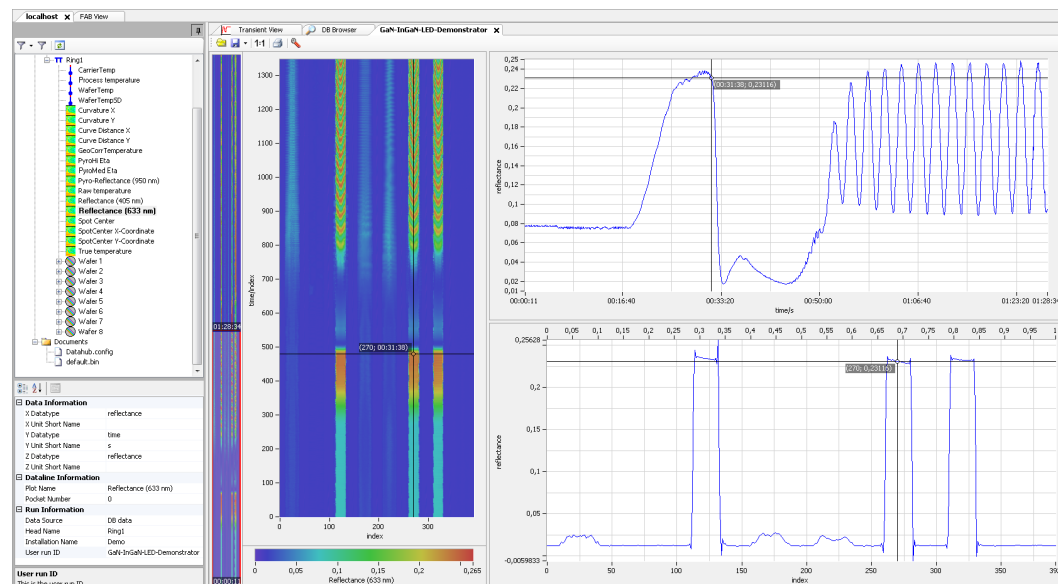 localhost
FAB View
Transient View
DB Browser
GaN-InGaN-LED-Demonstrator
1:1
Ring1
CarrierTemp
Process temperature
WaferTemp
WaferTempSD
Curvature X
Curvature Y
Curve Distance X
Curve Distance Y
GeoCorrTemperature
PyroHi Eta
PyroMed Eta
Pyro-Reflectance (950 nm)
Raw temperature
Reflectance (405 nm)
Reflectance (633 nm)
Spot Center
SpotCenter X-Coordinate
SpotCenter Y-Coordinate
True temperature
Wafer 1
Wafer 2
Wafer 3
Wafer 4
Wafer 5
Wafer 6
Wafer 7
Wafer 8
Documents
Datahub.config
default.bin
Data Information
X Datatype reflectance
X Unit Short Name
Y Datatype time
Y Unit Short Name s
Z Datatype reflectance
Z Unit Short Name
Dataline Information
Plot Name Reflectance (633 nm)
Pocket Number 0
Run Information
Data Source DB data
Head Name Ring1
Installation Name Demo
User run ID GaN-InGaN-LED-Demonstrator
User run ID
This is the user run ID
01:28:34
00:00:11
1300
1200
1100
1000
900
800
700
600
500
400
300
200
100
0
time/index
(270; 00:31:38)
0 100 200 300
index
0 0,05 0,1 0,15 0,2 0,265
Reflectance (633 nm)
0,25
0,24
0,22
0,2
0,18
0,16
0,14
0,12
0,1
0,08
0,06
0,04
0,02
0,01
reflectance
(00:31:38; 0,23116)
00:00:11 00:16:40 00:33:20 00:50:00 01:06:40 01:23:20 01:28:34
time/s
0 0,05 0,1 0,15 0,2 0,25 0,3 0,35 0,4 0,45 0,5 0,55 0,6 0,65 0,7 0,75 0,8 0,85 0,9 0,95 1
0,25628
0,2
0,15
0,1
0,05
-0,0059833
reflectance
(270; 0,23116)
0 50 100 150 200 250 300 350
index